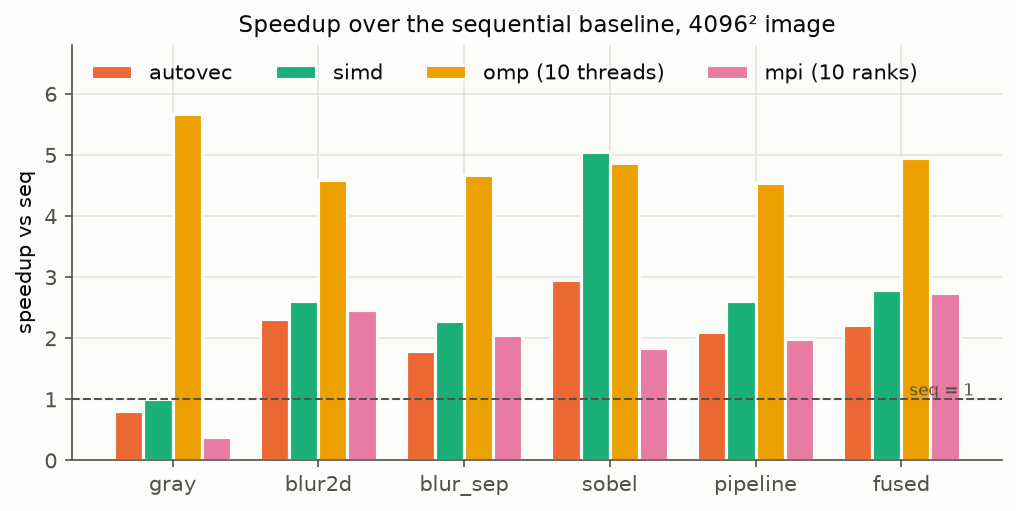 Speedup over the sequential baseline, 4096² image
autovec simd omp (10 threads) mpi (10 ranks)
speedup vs seq
6
5
4
3
2
1
0
seq = 1
gray blur2d blur_sep sobel pipeline fused